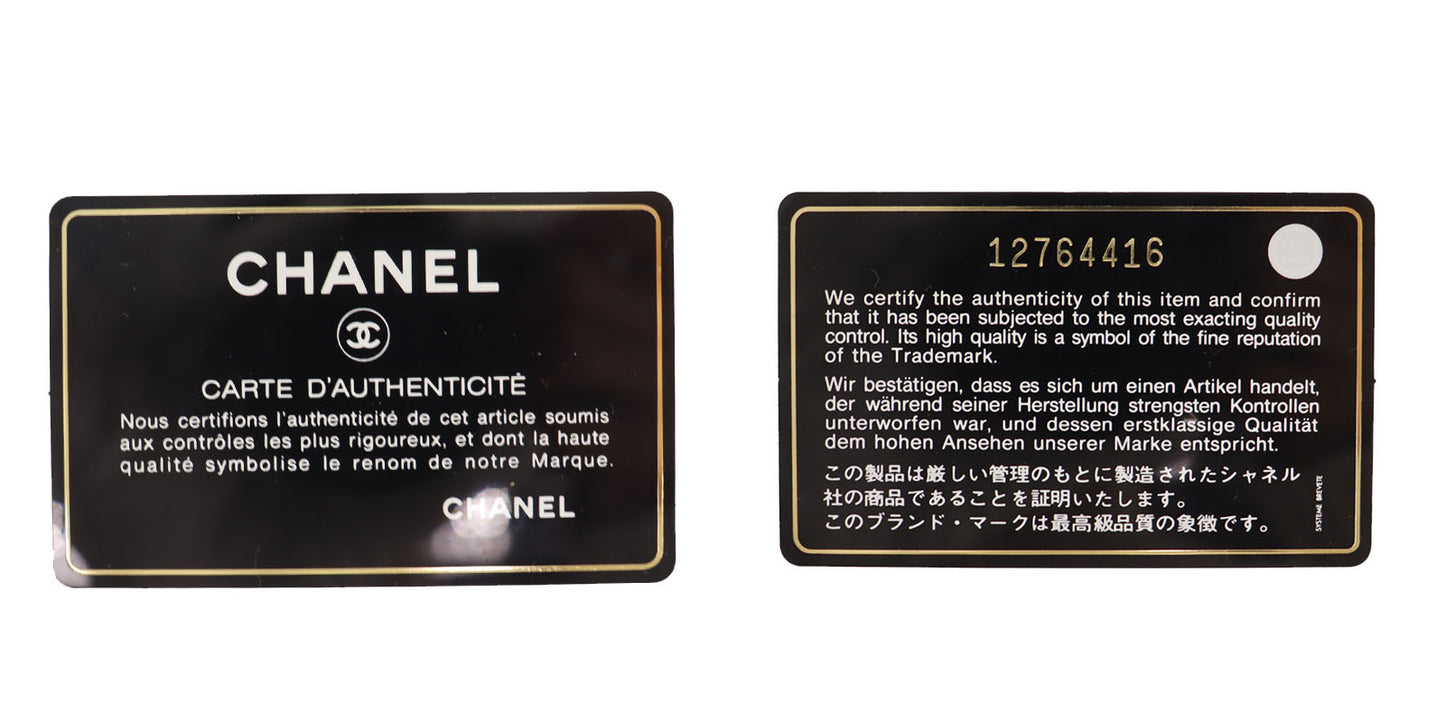 CHANEL
CARTE D'AUTHENTICITÉ
Nous certifions l'authenticité de cet article soumis
aux contrôles les plus rigoureux, et dont la haute
qualité symbolise le renom de notre Marque.
CHANEL
12764416
We certify the authenticity of this item and confirm
that it has been subjected to the most exacting quality
control. Its high quality is a symbol of the fine reputation
of the Trademark.
Wir bestätigen, dass es sich um einen Artikel handelt,
der während seiner Herstellung strengsten Kontrollen
unterworfen war, und dessen erstklassige Qualität
dem hohen Ansehen unserer Marke entspricht.
この製品は厳しい管理のもとに製造されたシャネル
社の商品であることを証明いたします。
このブランド・マークは最高級品質の象徴です。
SYSTEME BREVETE